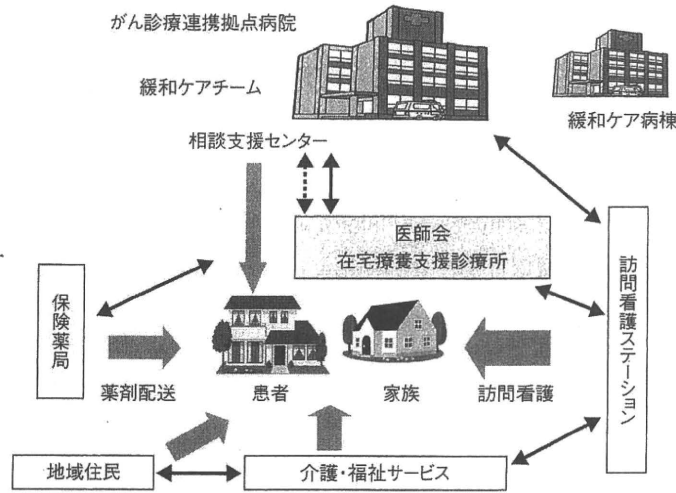 がん診療連携拠点病院
緩和ケアチーム
緩和ケア病棟
相談支援センター
医師会
在宅療養支援診療所
訪問看護ステーション
保険薬局
薬剤配送
患者
家族
訪問看護
地域住民
介護・福祉サービス